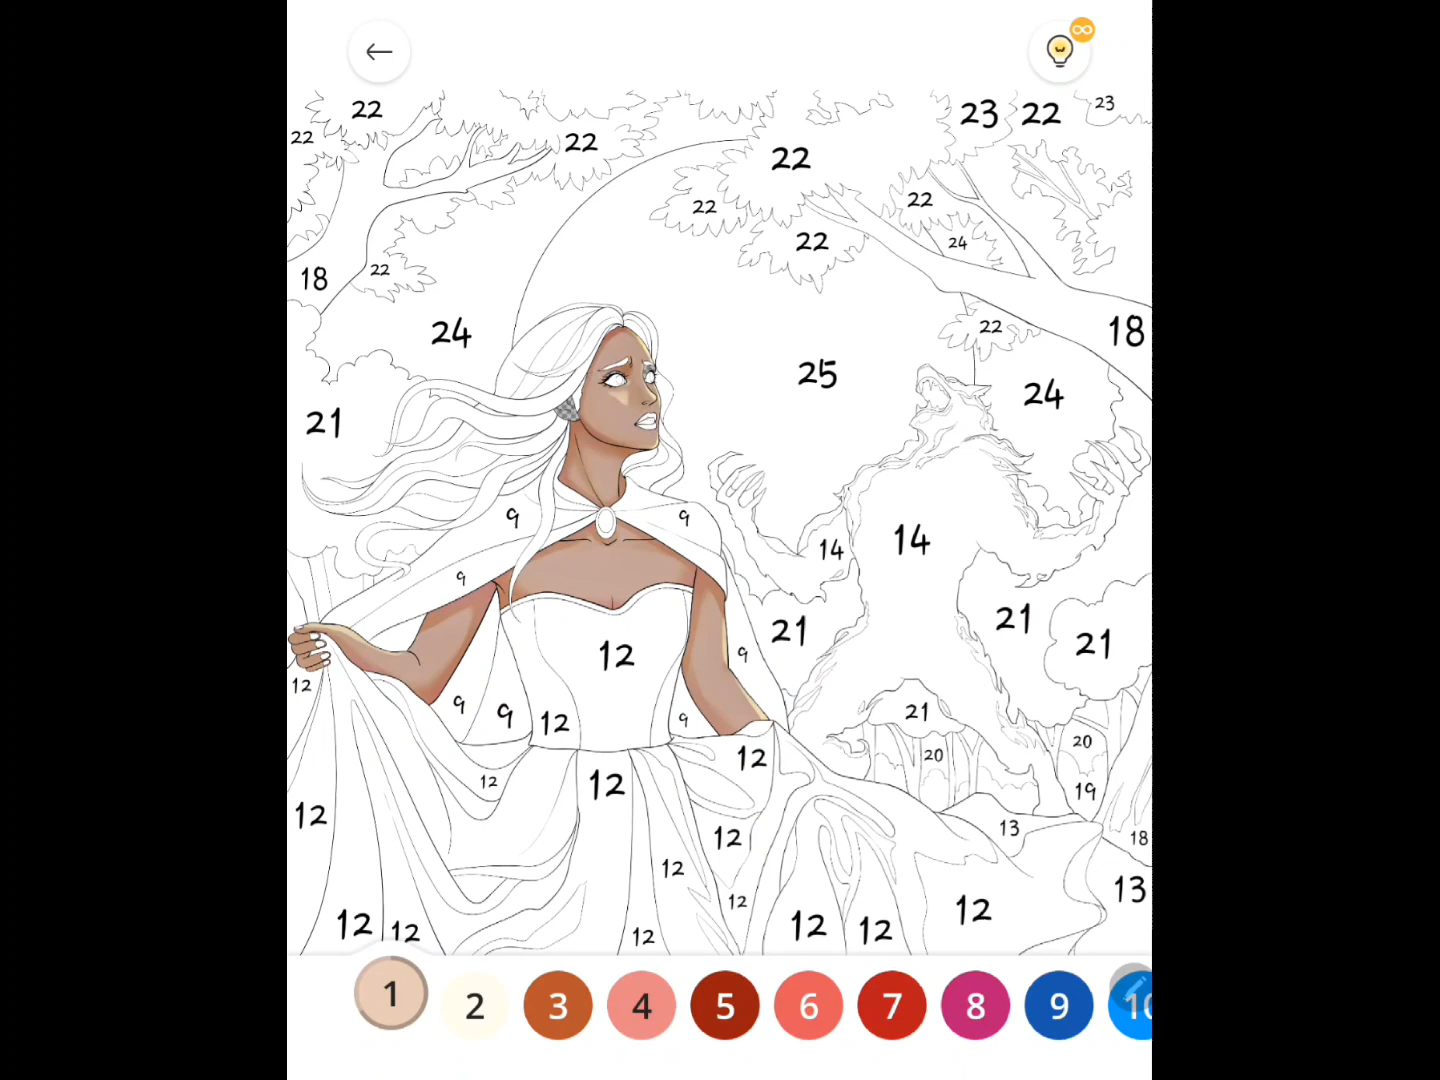 ∞
22 23 22 23
22 22 22
22 22
22 24
18 22
24 22 18
25 24
21
9 9
14 14
9
21 21 21
12 9
12
9 9 12 9 21
12 20 20
12 12 19
12 12 13 18
12 12 13
12 12 12 12 12 12 12
1 2 3 4 5 6 7 8 9 10